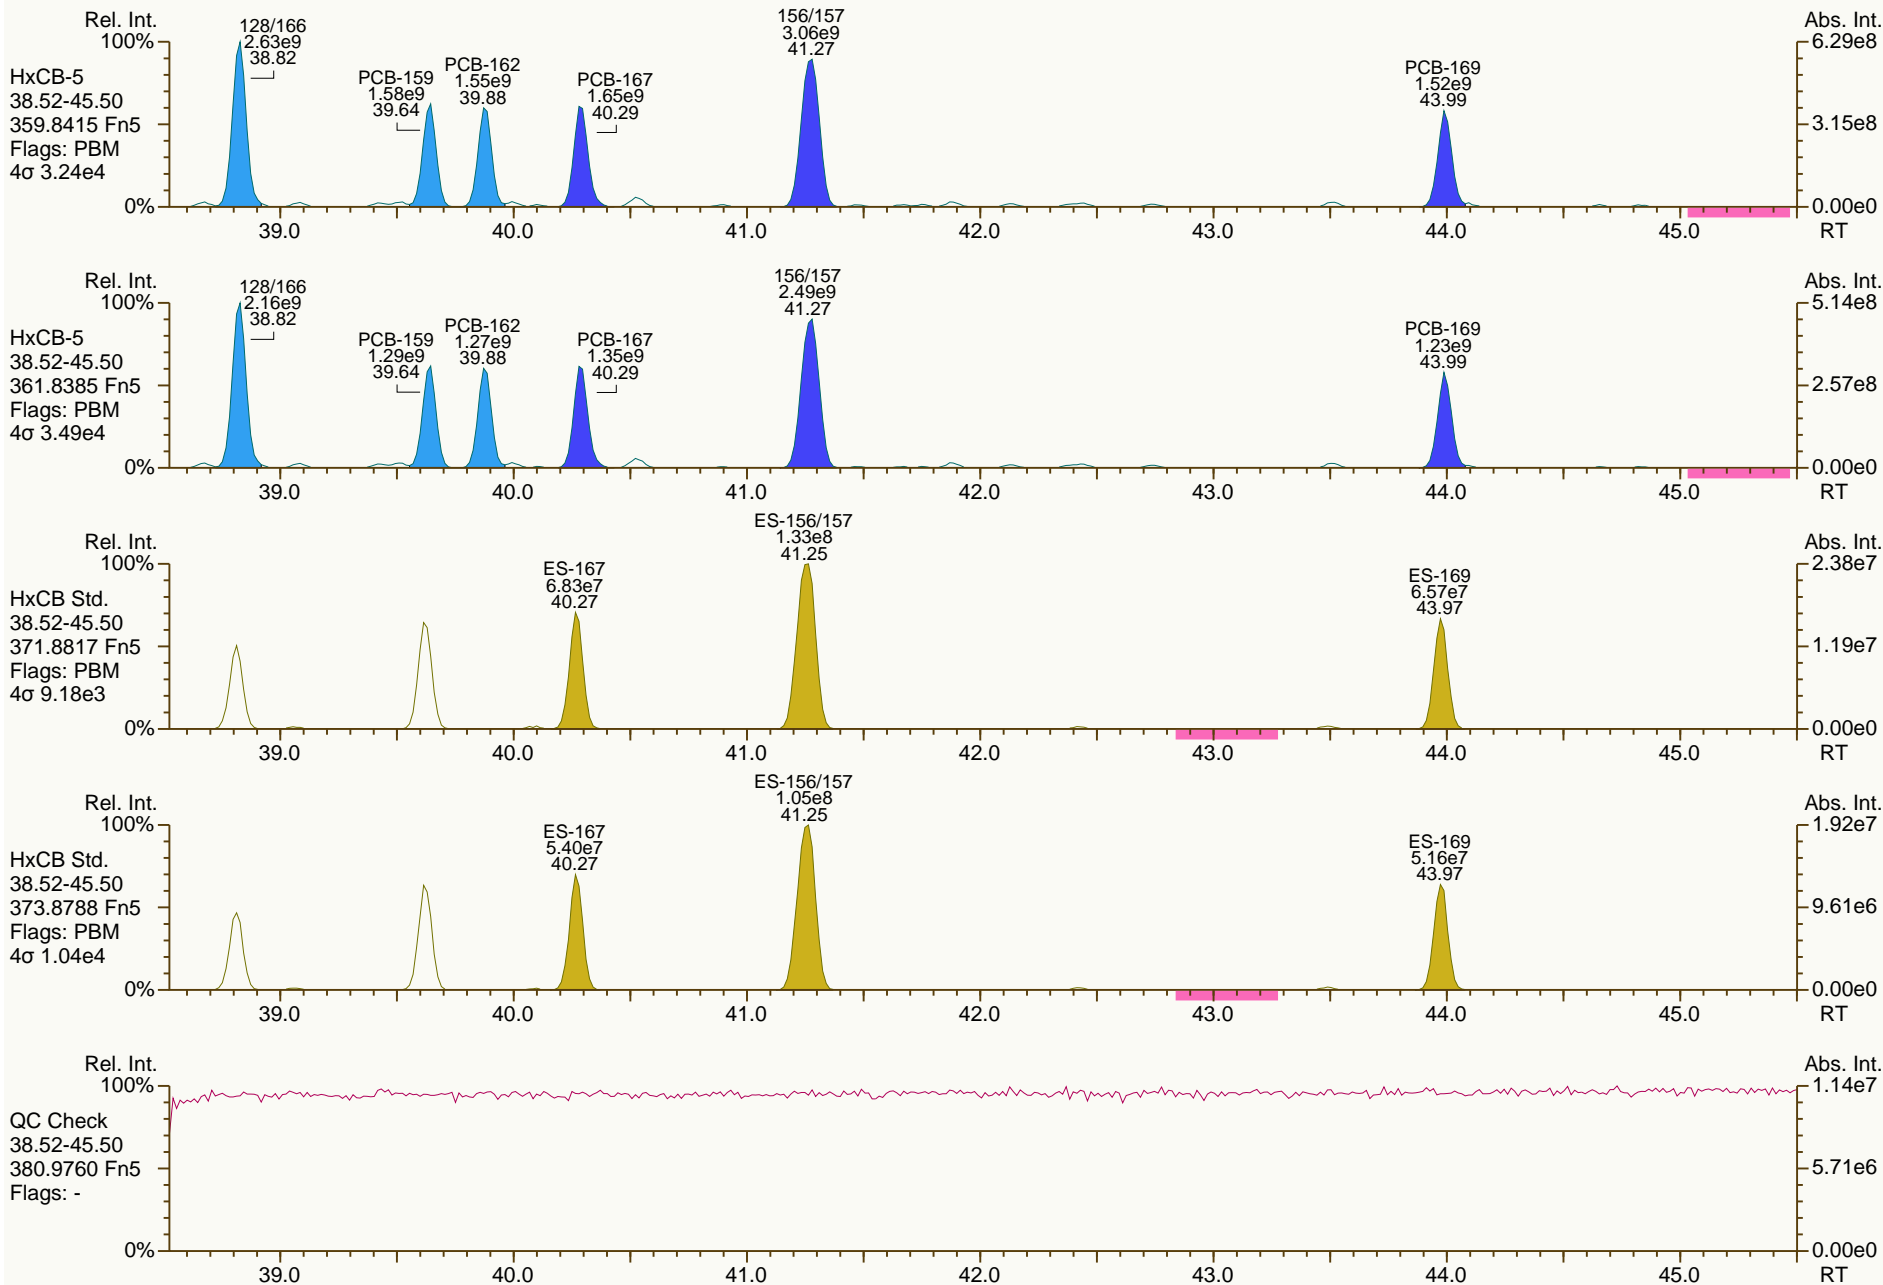 Rel. Int.
Abs. Int.
100%
0%
HxCB-5
38.52-45.50
359.8415 Fn5
Flags: PBM
4σ 3.24e4
128/166
2.63e9
38.82
PCB-159
1.58e9
39.64
PCB-162
1.55e9
39.88
PCB-167
1.65e9
40.29
156/157
3.06e9
41.27
PCB-169
1.52e9
43.99
6.29e8
3.15e8
0.00e0
39.0 40.0 41.0 42.0 43.0 44.0 45.0 RT
Rel. Int.
Abs. Int.
100%
0%
HxCB-5
38.52-45.50
361.8385 Fn5
Flags: PBM
4σ 3.49e4
128/166
2.16e9
38.82
PCB-159
1.29e9
39.64
PCB-162
1.27e9
39.88
PCB-167
1.35e9
40.29
156/157
2.49e9
41.27
PCB-169
1.23e9
43.99
5.14e8
2.57e8
0.00e0
39.0 40.0 41.0 42.0 43.0 44.0 45.0 RT
Rel. Int.
Abs. Int.
100%
0%
HxCB Std.
38.52-45.50
371.8817 Fn5
Flags: PBM
4σ 9.18e3
ES-167
6.83e7
40.27
ES-156/157
1.33e8
41.25
ES-169
6.57e7
43.97
2.38e7
1.19e7
0.00e0
39.0 40.0 41.0 42.0 43.0 44.0 45.0 RT
Rel. Int.
Abs. Int.
100%
0%
HxCB Std.
38.52-45.50
373.8788 Fn5
Flags: PBM
4σ 1.04e4
ES-167
5.40e7
40.27
ES-156/157
1.05e8
41.25
ES-169
5.16e7
43.97
1.92e7
9.61e6
0.00e0
39.0 40.0 41.0 42.0 43.0 44.0 45.0 RT
Rel. Int.
Abs. Int.
100%
0%
QC Check
38.52-45.50
380.9760 Fn5
Flags: -
1.14e7
5.71e6
0.00e0
39.0 40.0 41.0 42.0 43.0 44.0 45.0 RT